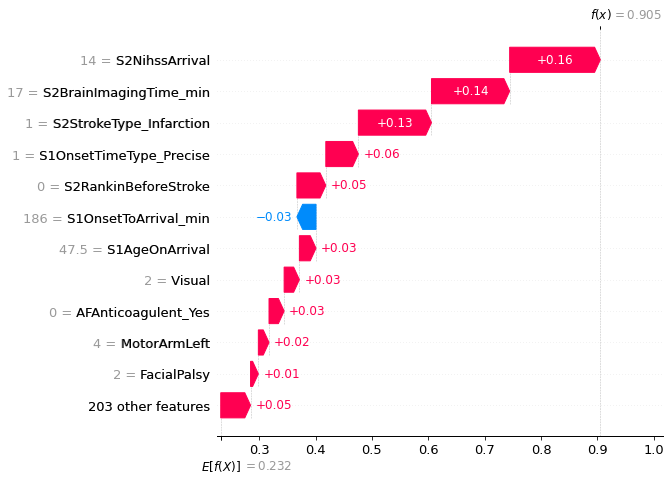 f(x) = 0.905
14 = S2NihssArrival +0.16
17 = S2BrainImagingTime_min +0.14
1 = S2StrokeType_Infarction +0.13
1 = S1OnsetTimeType_Precise +0.06
0 = S2RankinBeforeStroke +0.05
186 = S1OnsetToArrival_min −0.03
47.5 = S1AgeOnArrival +0.03
2 = Visual +0.03
0 = AFAnticoagulent_Yes +0.03
4 = MotorArmLeft +0.02
2 = FacialPalsy +0.01
203 other features +0.05
0.3 0.4 0.5 0.6 0.7 0.8 0.9 1.0
E[f(X)] = 0.232